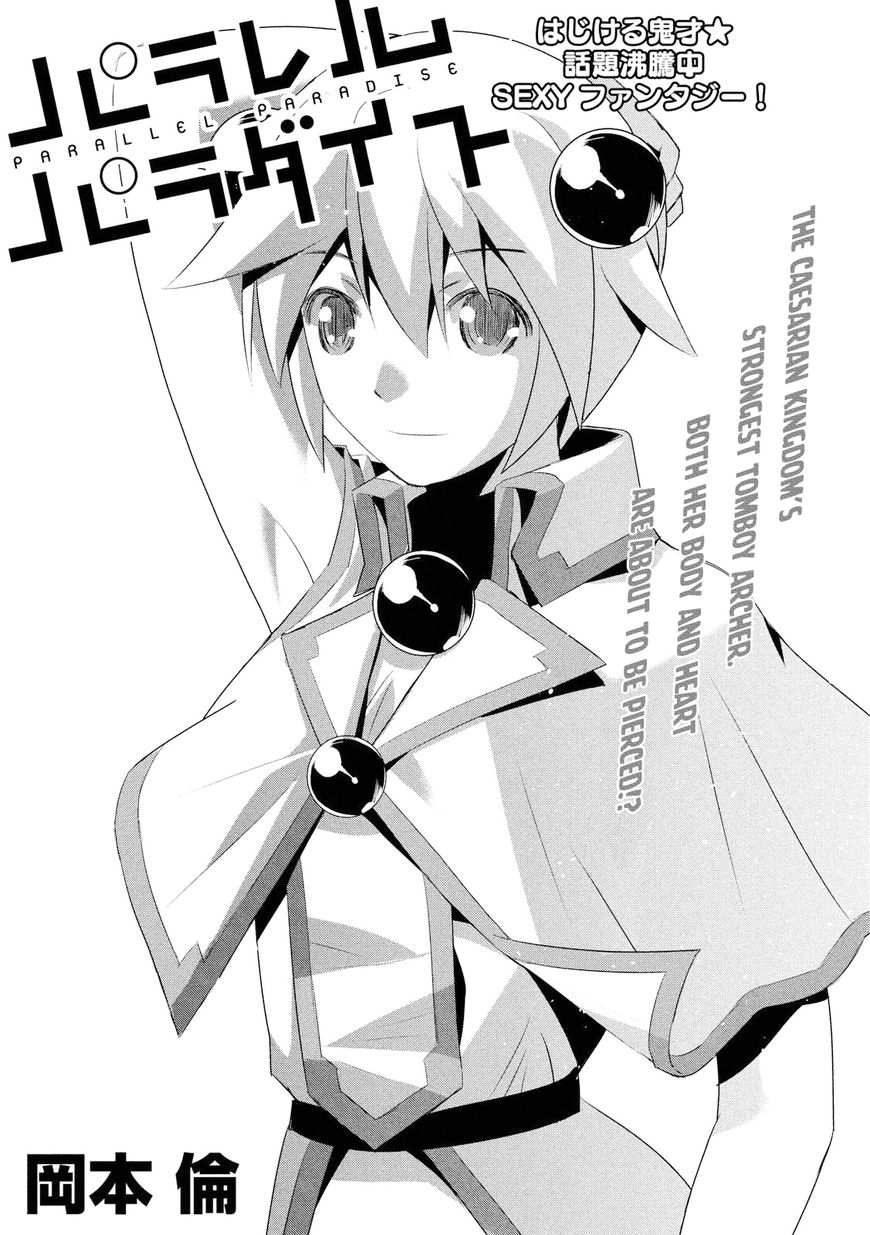 パラレル
PARALLEL PARADISE
パラダイス
はじける鬼才★
話題沸騰中
SEXYファンタジー!
THE CAESARIAN KINGDOM'S
STRONGEST TOMBOY ARCHER.
BOTH HER BODY AND HEART
ARE ABOUT TO BE PIERCED!?
岡本 倫